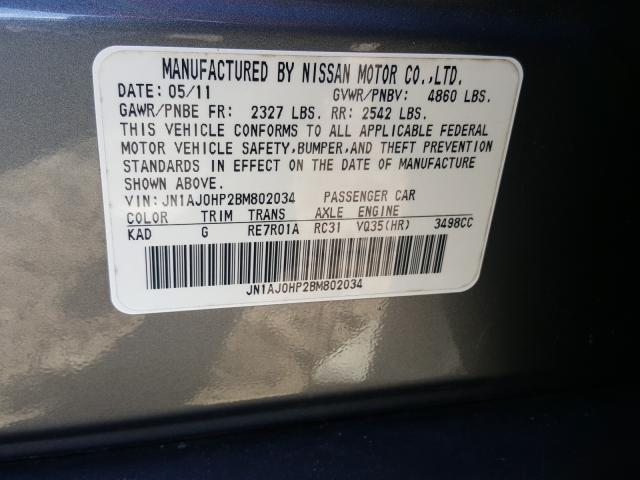 MANUFACTURED BY NISSAN MOTOR CO.,LTD.
DATE: 05/11 GVWR/PNBV: 4860 LBS.
GAWR/PNBE FR: 2327 LBS. RR: 2542 LBS.
THIS VEHICLE CONFORMS TO ALL APPLICABLE FEDERAL
MOTOR VEHICLE SAFETY,BUMPER,AND THEFT PREVENTION
STANDARDS IN EFFECT ON THE DATE OF MANUFACTURE
SHOWN ABOVE.
VIN: JN1AJ0HP2BM802034 PASSENGER CAR
COLOR TRIM TRANS AXLE ENGINE
KAD G RE7R01A RC31 VQ35(HR) 3498CC
JN1AJ0HP2BM802034